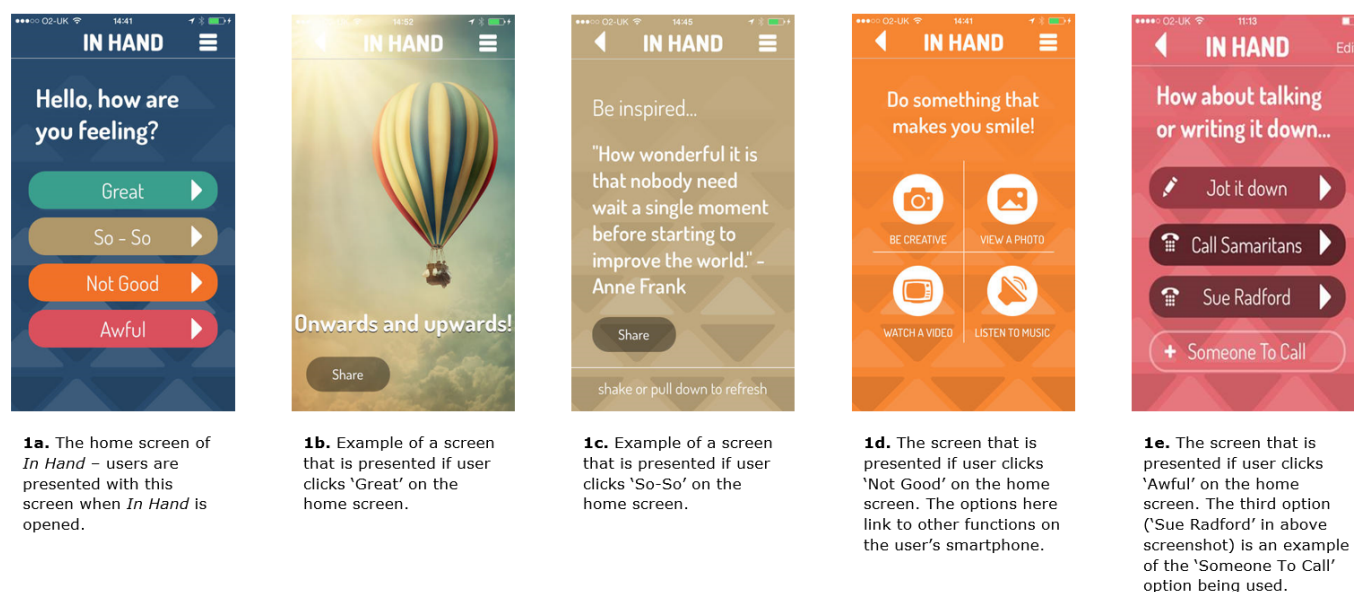 ●●●○○ O2-UK 14:41
IN HAND
Hello, how are
you feeling?
Great
So - So
Not Good
Awful
1a. The home screen of
In Hand – users are
presented with this
screen when In Hand is
opened.
14:52
IN HAND
Onwards and upwards!
Share
1b. Example of a screen
that is presented if user
clicks ‘Great’ on the
home screen.
●●●○○ O2-UK 14:45
IN HAND
Be inspired...
"How wonderful it is
that nobody need
wait a single moment
before starting to
improve the world." -
Anne Frank
Share
shake or pull down to refresh
1c. Example of a screen
that is presented if user
clicks ‘So-So’ on the
home screen.
●●●○○ O2-UK 14:41
IN HAND
Do something that
makes you smile!
BE CREATIVE VIEW A PHOTO
WATCH A VIDEO LISTEN TO MUSIC
1d. The screen that is
presented if user clicks
‘Not Good’ on the home
screen. The options here
link to other functions on
the user’s smartphone.
●●●●○ O2-UK 11:13
IN HAND Edi
How about talking
or writing it down...
Jot it down
Call Samaritans
Sue Radford
+ Someone To Call
1e. The screen that is
presented if user clicks
‘Awful’ on the home
screen. The third option
(‘Sue Radford’ in above
screenshot) is an example
of the ‘Someone To Call’
option being used.